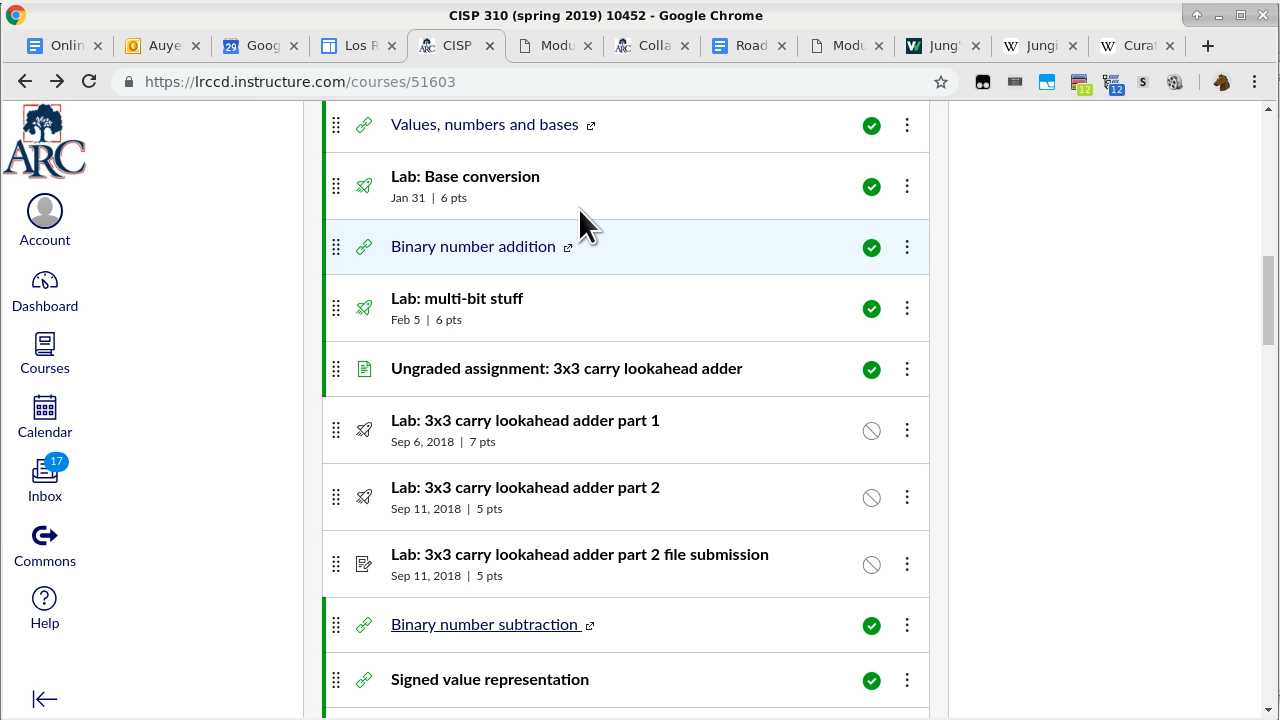 CISP 310 (spring 2019) 10452 - Google Chrome
Onlin
Auye
29
Goog
Los R
ARC
CISP
Modu
ARC
Colla
Road
Modu
Jung'
W
Jungi
W
Curat
https://lrccd.instructure.com/courses/51603
12
12
S
ARC
Account
Dashboard
Courses
Calendar
17
Inbox
Commons
Help
Values, numbers and bases
Lab: Base conversion
Jan 31 | 6 pts
Binary number addition
Lab: multi-bit stuff
Feb 5 | 6 pts
Ungraded assignment: 3x3 carry lookahead adder
Lab: 3x3 carry lookahead adder part 1
Sep 6, 2018 | 7 pts
Lab: 3x3 carry lookahead adder part 2
Sep 11, 2018 | 5 pts
Lab: 3x3 carry lookahead adder part 2 file submission
Sep 11, 2018 | 5 pts
Binary number subtraction
Signed value representation